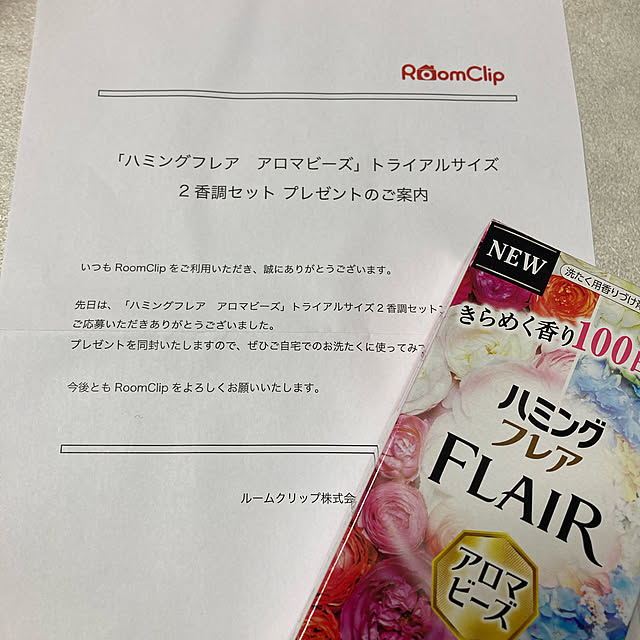 RoomClip
「ハミングフレア　アロマビーズ」トライアルサイズ
２香調セット プレゼントのご案内
いつも RoomClip をご利用いただき、誠にありがとうございます。
先日は、「ハミングフレア　アロマビーズ」トライアルサイズ２香調セット
ご応募いただきありがとうございました。
プレゼントを同封いたしますので、ぜひご自宅でのお洗たくに使ってみ
今後とも RoomClip をよろしくお願いいたします。
ルームクリップ株式会
NEW
洗たく用香りづけ
きらめく香り100日
ハミング
フレア
FLAIR
アロマ
ビーズ